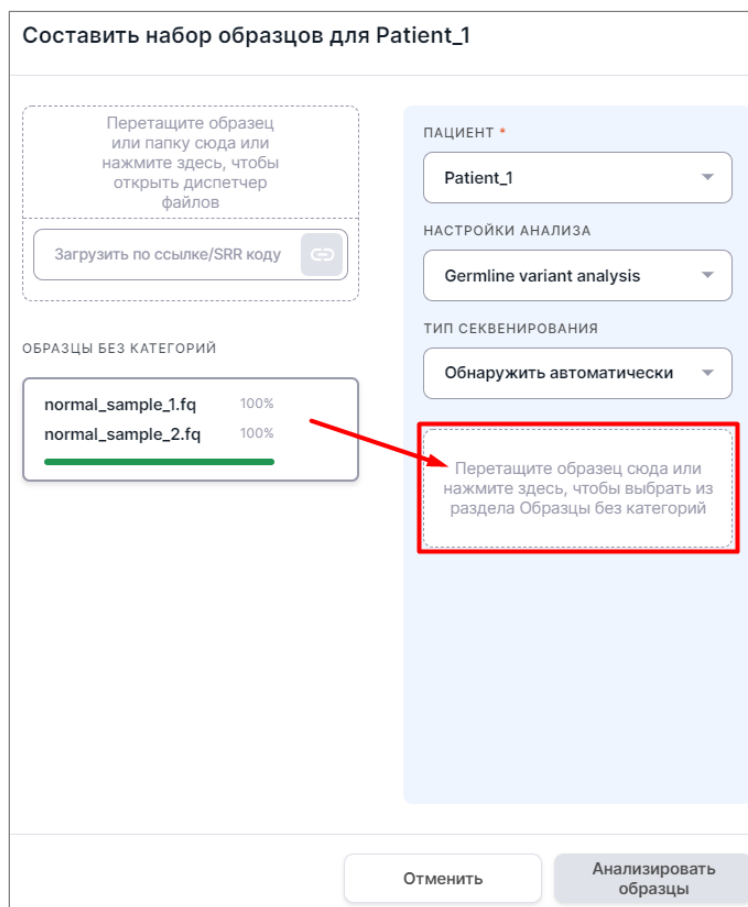 Составить набор образцов для Patient_1
Перетащите образец
или папку сюда или
нажмите здесь, чтобы
открыть диспетчер
файлов
Загрузить по ссылке/SRR коду
ОБРАЗЦЫ БЕЗ КАТЕГОРИЙ
normal_sample_1.fq 100%
normal_sample_2.fq 100%
ПАЦИЕНТ *
Patient_1
НАСТРОЙКИ АНАЛИЗА
Germline variant analysis
ТИП СЕКВЕНИРОВАНИЯ
Обнаружить автоматически
Перетащите образец сюда или
нажмите здесь, чтобы выбрать из
раздела Образцы без категорий
Отменить
Анализировать
образцы